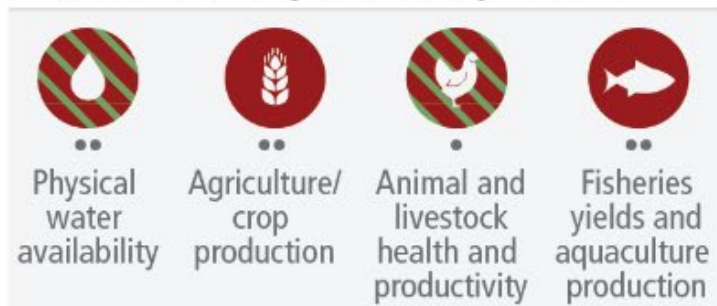 Physical
water
availability
Agriculture/
crop
production
Animal and
livestock
health and
productivity
Fisheries
yields and
aquaculture
production